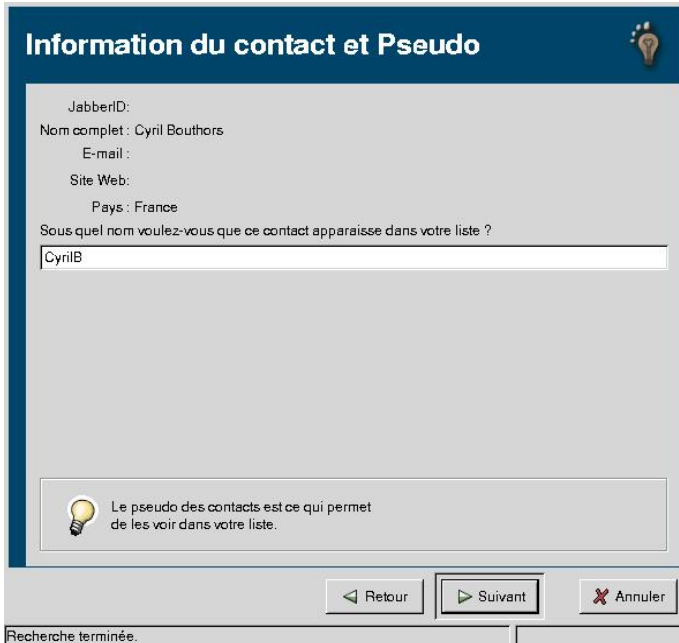 Information du contact et Pseudo
JabberID:
Nom complet : Cyril Bouthors
E-mail :
Site Web:
Pays : France
Sous quel nom voulez-vous que ce contact apparaisse dans votre liste ?
CyrilB
Le pseudo des contacts est ce qui permet
de les voir dans votre liste.
Retour
Suivant
Annuler
Recherche terminée.